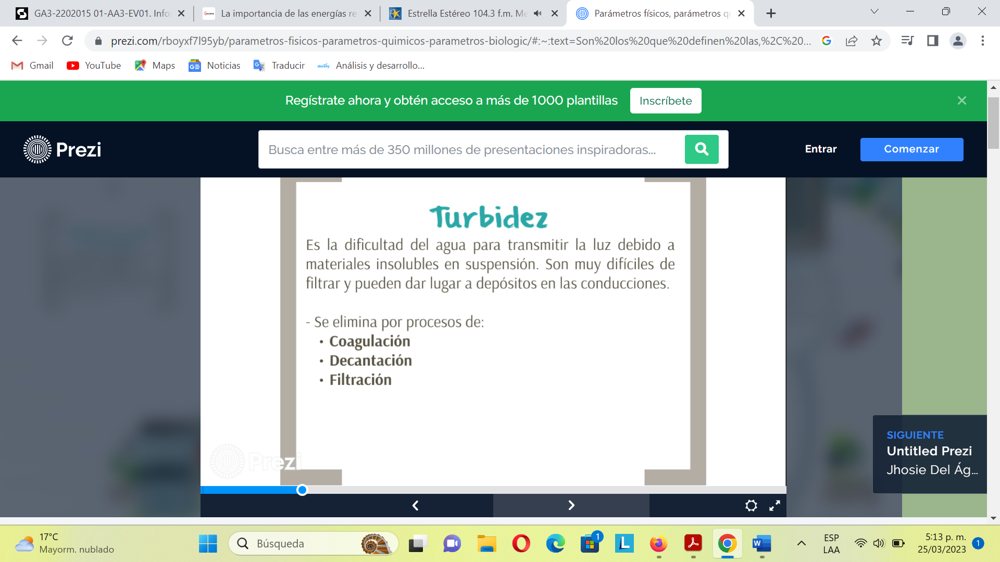 GA3-2202015 01-AA3-EV01. Info
La importancia de las energías re
Estrella Estéreo 104.3 f.m. Me
Parámetros físicos, parámetros q
prezi.com/rboyxf7l95yb/parametros-fisicos-parametros-quimicos-parametros-biologic/#:~:text=Son%20los%20que%20definen%20las,%2C%20...
Gmail
YouTube
Maps
Noticias
Traducir
docsity
Análisis y desarrollo...
Regístrate ahora y obtén acceso a más de 1000 plantillas
Inscríbete
Prezi
Busca entre más de 350 millones de presentaciones inspiradoras...
Entrar
Comenzar
Turbidez
Es la dificultad del agua para transmitir la luz debido a
materiales insolubles en suspensión. Son muy difíciles de
filtrar y pueden dar lugar a depósitos en las conducciones.
- Se elimina por procesos de:
• Coagulación
• Decantación
• Filtración
Prezi
SIGUIENTE
Untitled Prezi
Jhosie Del Ág...
17°C
Mayorm. nublado
Búsqueda
1
ESP
LAA
5:13 p. m.
25/03/2023
1